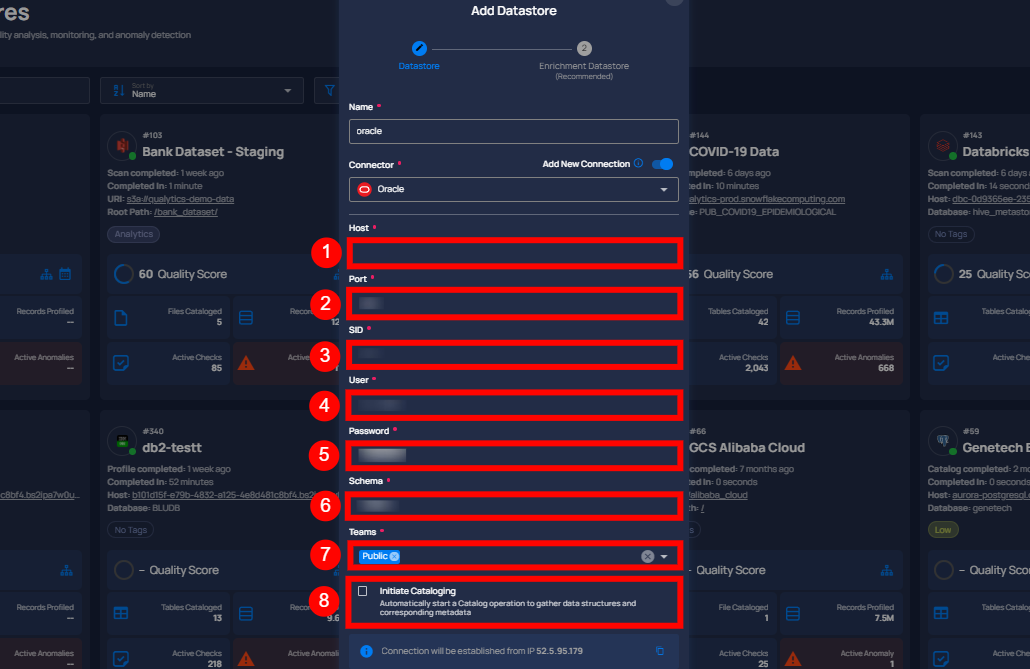 res
lity analysis, monitoring, and anomaly detection
Sort by
Name
#103
Bank Dataset - Staging
Scan completed: 1 week ago
Completed In: 1 minute
URI: s3a://qualytics-demo-data
Root Path: /bank_dataset/
Analytics
60 Quality Score
Records Profiled
--
Files Cataloged
5
12
Active Anomalies
--
Active Checks
85
Active
#340
db2-testt
Profile completed: 1 week ago
Completed In: 52 minutes
Host: b101d15f-e79b-4832-a125-4e8d481c8bf4.bs2ipa7w0u...
c8bf4.bs2ipa7w0u...
Database: BLUDB
No Tags
– Quality Score
Records Profiled
--
Tables Cataloged
13
Reco
9.6
Active Anomalies
--
Active Checks
218
Active
Add Datastore
2
Datastore
Enrichment Datastore
(Recommended)
Name *
oracle
Connector *
Add New Connection
Oracle
Host *
1
Port *
2
SID *
3
User *
4
Password *
5
Schema *
6
Teams *
7
Public
8
Initiate Cataloging
Automatically start a Catalog operation to gather data structures and
corresponding metadata
Connection will be established from IP 52.5.95.179
#144
COVID-19 Data
mpleted: 6 days ago
ed In: 10 minutes
alytics-prod.snowflakecomputing.com
e: PUB_COVID19_EPIDEMIOLOGICAL
56 Quality Score
Tables Cataloged
42
Records Profiled
43.3M
Active Checks
2,043
Active Anomalies
668
#66
GCS Alibaba Cloud
completed: 7 months ago
ed In: 0 seconds
/alibaba_cloud
th: /
s
– Quality Score
File Cataloged
1
Records Profiled
7.5M
Active Checks
25
Active Anomaly
1
#143
Databricks
Scan completed: 6 days
Completed In: 14 second
Host: dbc-0d9365ee-235
Database: hive_metasto
No Tags
25 Quality Sco
Tables Catalo
Active Che
#59
Genetech B
Catalog completed: 2 mo
Completed In: 0 seconds
Host: aurora-postgresql.
Database: genetech
Low
– Quality Score
Tables Catalo
Active Che